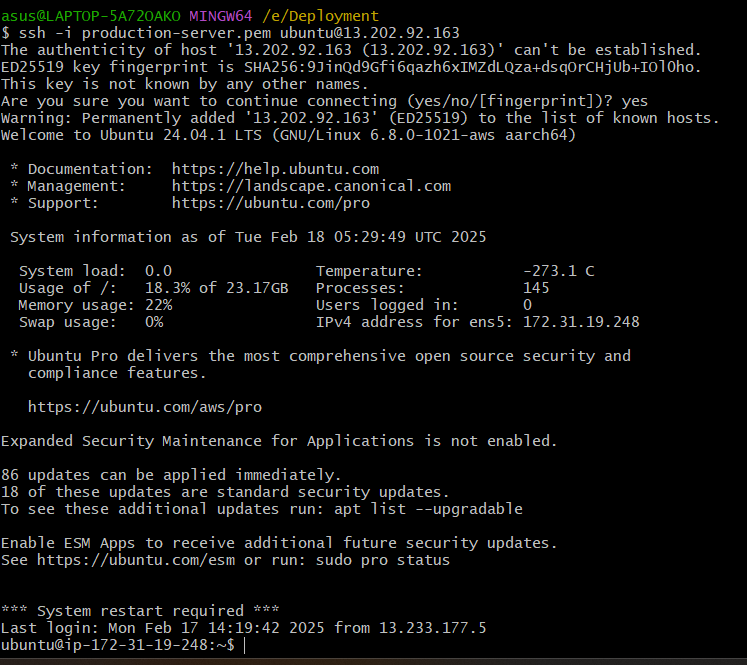 asus@LAPTOP-5A72OAKO MINGW64 /e/Deployment
$ ssh -i production-server.pem ubuntu@13.202.92.163
The authenticity of host '13.202.92.163 (13.202.92.163)' can't be established.
ED25519 key fingerprint is SHA256:9JinQd9Gfi6qazh6xIMZdLQza+dsqOrCHjUb+IOlOho.
This key is not known by any other names.
Are you sure you want to continue connecting (yes/no/[fingerprint])? yes
Warning: Permanently added '13.202.92.163' (ED25519) to the list of known hosts.
Welcome to Ubuntu 24.04.1 LTS (GNU/Linux 6.8.0-1021-aws aarch64)
* Documentation: https://help.ubuntu.com
* Management: https://landscape.canonical.com
* Support: https://ubuntu.com/pro
System information as of Tue Feb 18 05:29:49 UTC 2025
System load: 0.0 Temperature: -273.1 C
Usage of /: 18.3% of 23.17GB Processes: 145
Memory usage: 22% Users logged in: 0
Swap usage: 0% IPv4 address for ens5: 172.31.19.248
* Ubuntu Pro delivers the most comprehensive open source security and
compliance features.
https://ubuntu.com/aws/pro
Expanded Security Maintenance for Applications is not enabled.
86 updates can be applied immediately.
18 of these updates are standard security updates.
To see these additional updates run: apt list --upgradable
Enable ESM Apps to receive additional future security updates.
See https://ubuntu.com/esm or run: sudo pro status
*** System restart required ***
Last login: Mon Feb 17 14:19:42 2025 from 13.233.177.5
ubuntu@ip-172-31-19-248:~$